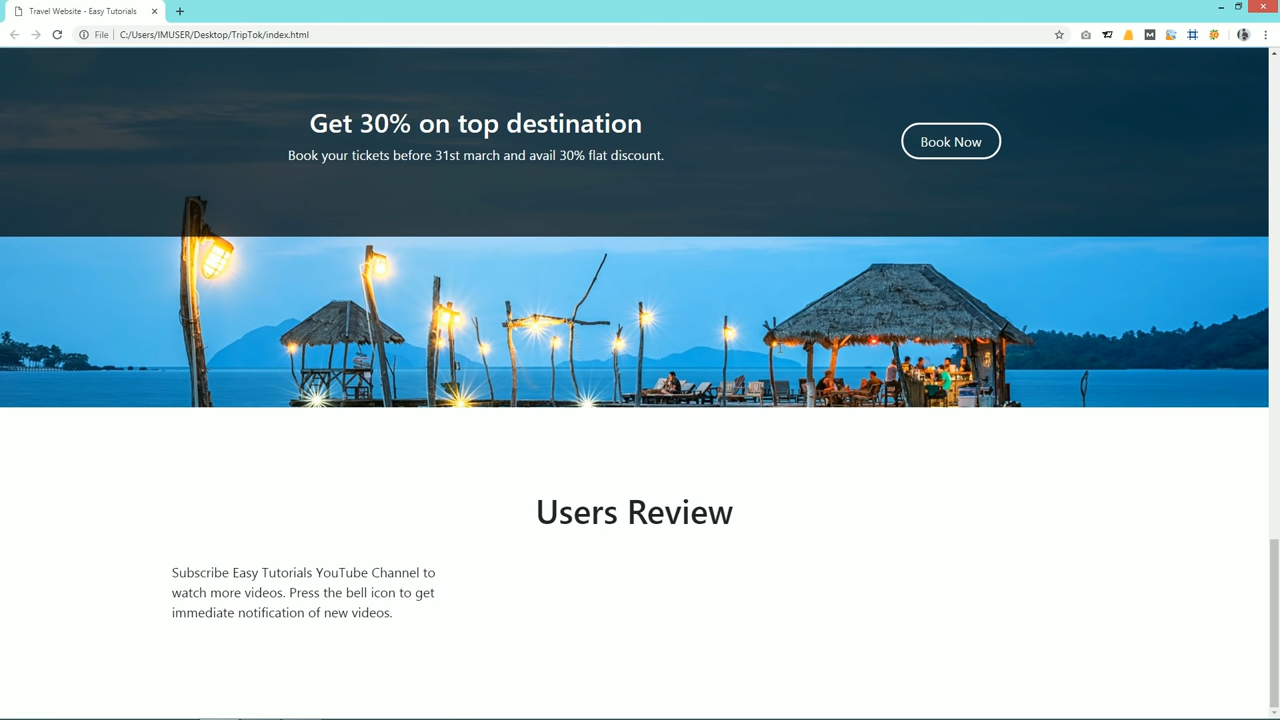 Travel Website - Easy Tutorials
File
C:/Users/IMUSER/Desktop/TripTok/index.html
Get 30% on top destination
Book your tickets before 31st march and avail 30% flat discount.
Book Now
Users Review
Subscribe Easy Tutorials YouTube Channel to
watch more videos. Press the bell icon to get
immediate notification of new videos.